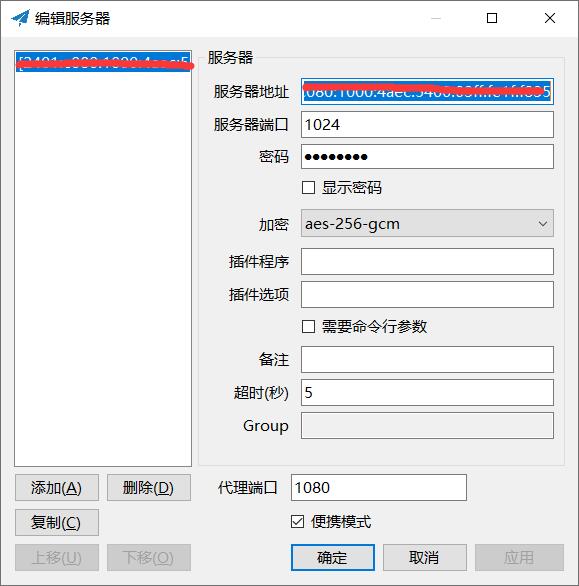 编辑服务器
服务器
服务器地址
服务器端口 1024
密码 ●●●●●●●●
显示密码
加密 aes-256-gcm
插件程序
插件选项
需要命令行参数
备注
超时(秒) 5
Group
添加(A) 删除(D) 代理端口 1080
复制(C) 便携模式
上移(U) 下移(O) 确定 取消 应用